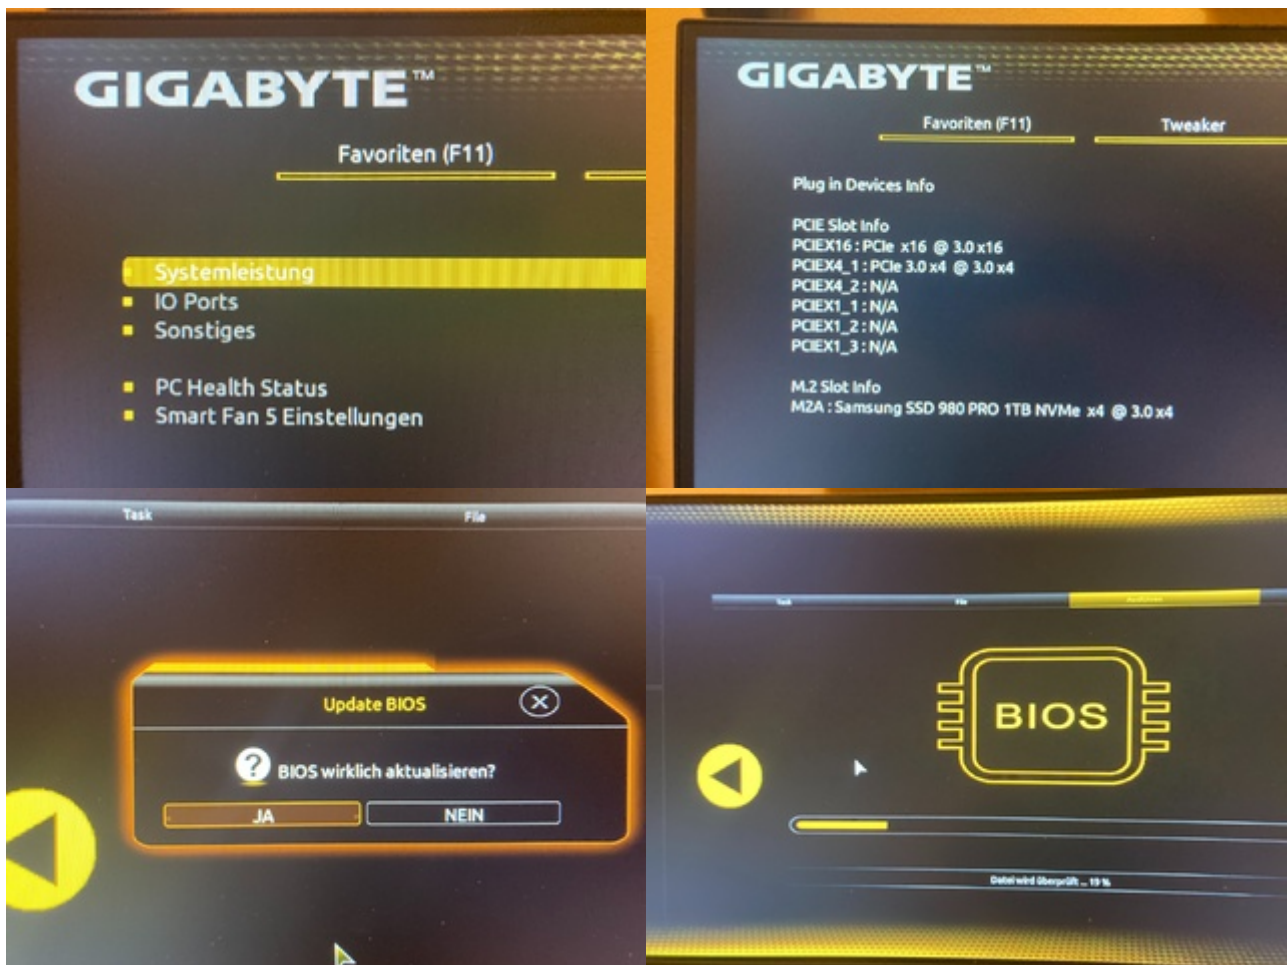 GIGABYTE™
Favoriten (F11)
Systemleistung
IO Ports
Sonstiges
PC Health Status
Smart Fan 5 Einstellungen
GIGABYTE™
Favoriten (F11) Tweaker
Plug in Devices Info
PCIE Slot Info
PCIEX16 : PCIe x16 @ 3.0 x16
PCIEX4_1 : PCIe 3.0 x4 @ 3.0 x4
PCIEX4_2 : N/A
PCIEX1_1 : N/A
PCIEX1_2 : N/A
PCIEX1_3 : N/A
M.2 Slot Info
M2A : Samsung SSD 980 PRO 1TB NVMe x4 @ 3.0 x4
Task File
Update BIOS
BIOS wirklich aktualisieren?
JA NEIN
Task File
BIOS
Datei wird überprüft ... 19 %